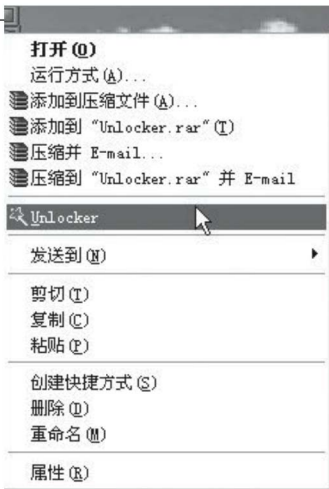 打开(O)
运行方式(A)...
添加到压缩文件(A)...
添加到 "Unlocker.rar"(T)
压缩并 E-mail...
压缩到 "Unlocker.rar" 并 E-mail
Unlocker
发送到(N)
剪切(T)
复制(C)
粘贴(P)
创建快捷方式(S)
删除(D)
重命名(M)
属性(R)